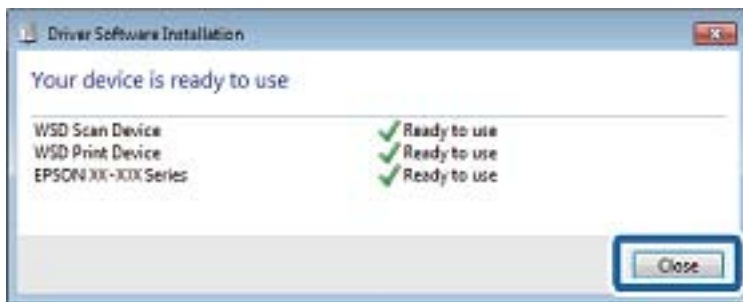 Driver Software Installation
Your device is ready to use
WSD Scan Device Ready to use
WSD Print Device Ready to use
EPSON XX-XXX Series Ready to use
Close